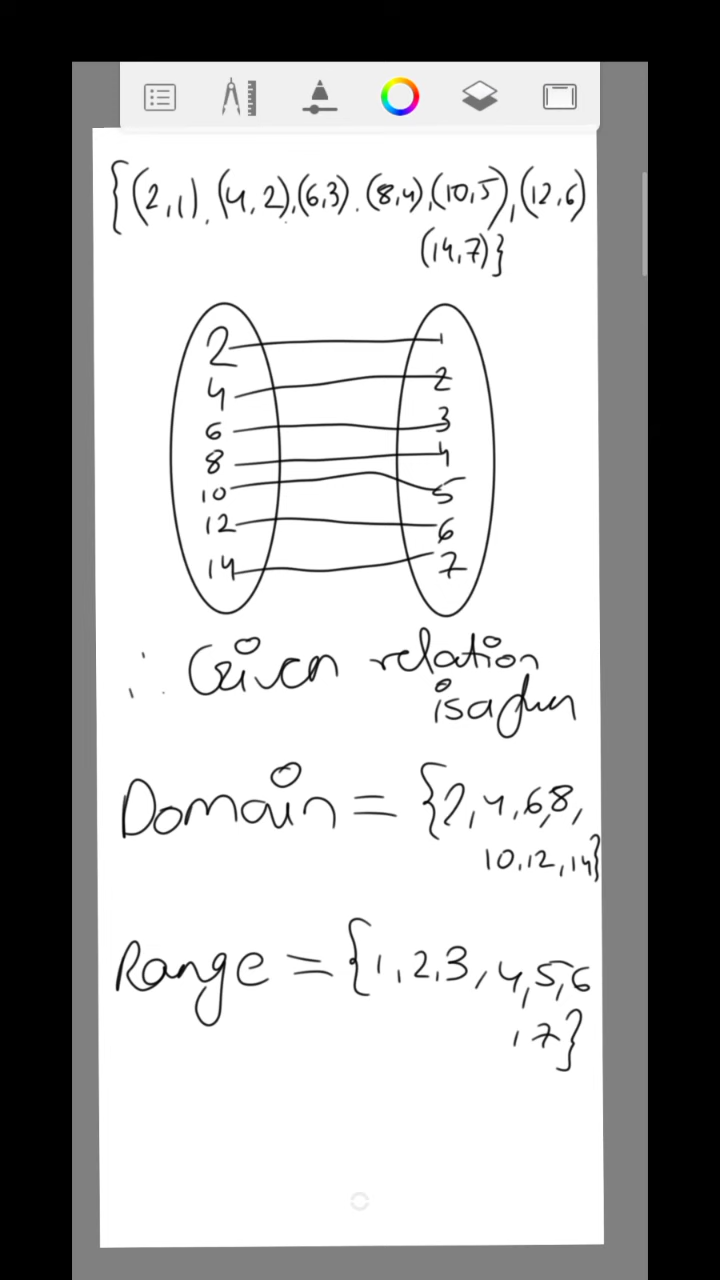 {(2,1),(4,2),(6,3),(8,4),(10,5),(12,6)
(14,7)}
2 1
4 2
6 3
8 4
10 5
12 6
14 7
∴ Given relation
is a fun
Domain = {2,4,6,8,
10,12,14}
Range = {1,2,3,4,5,6
,7}